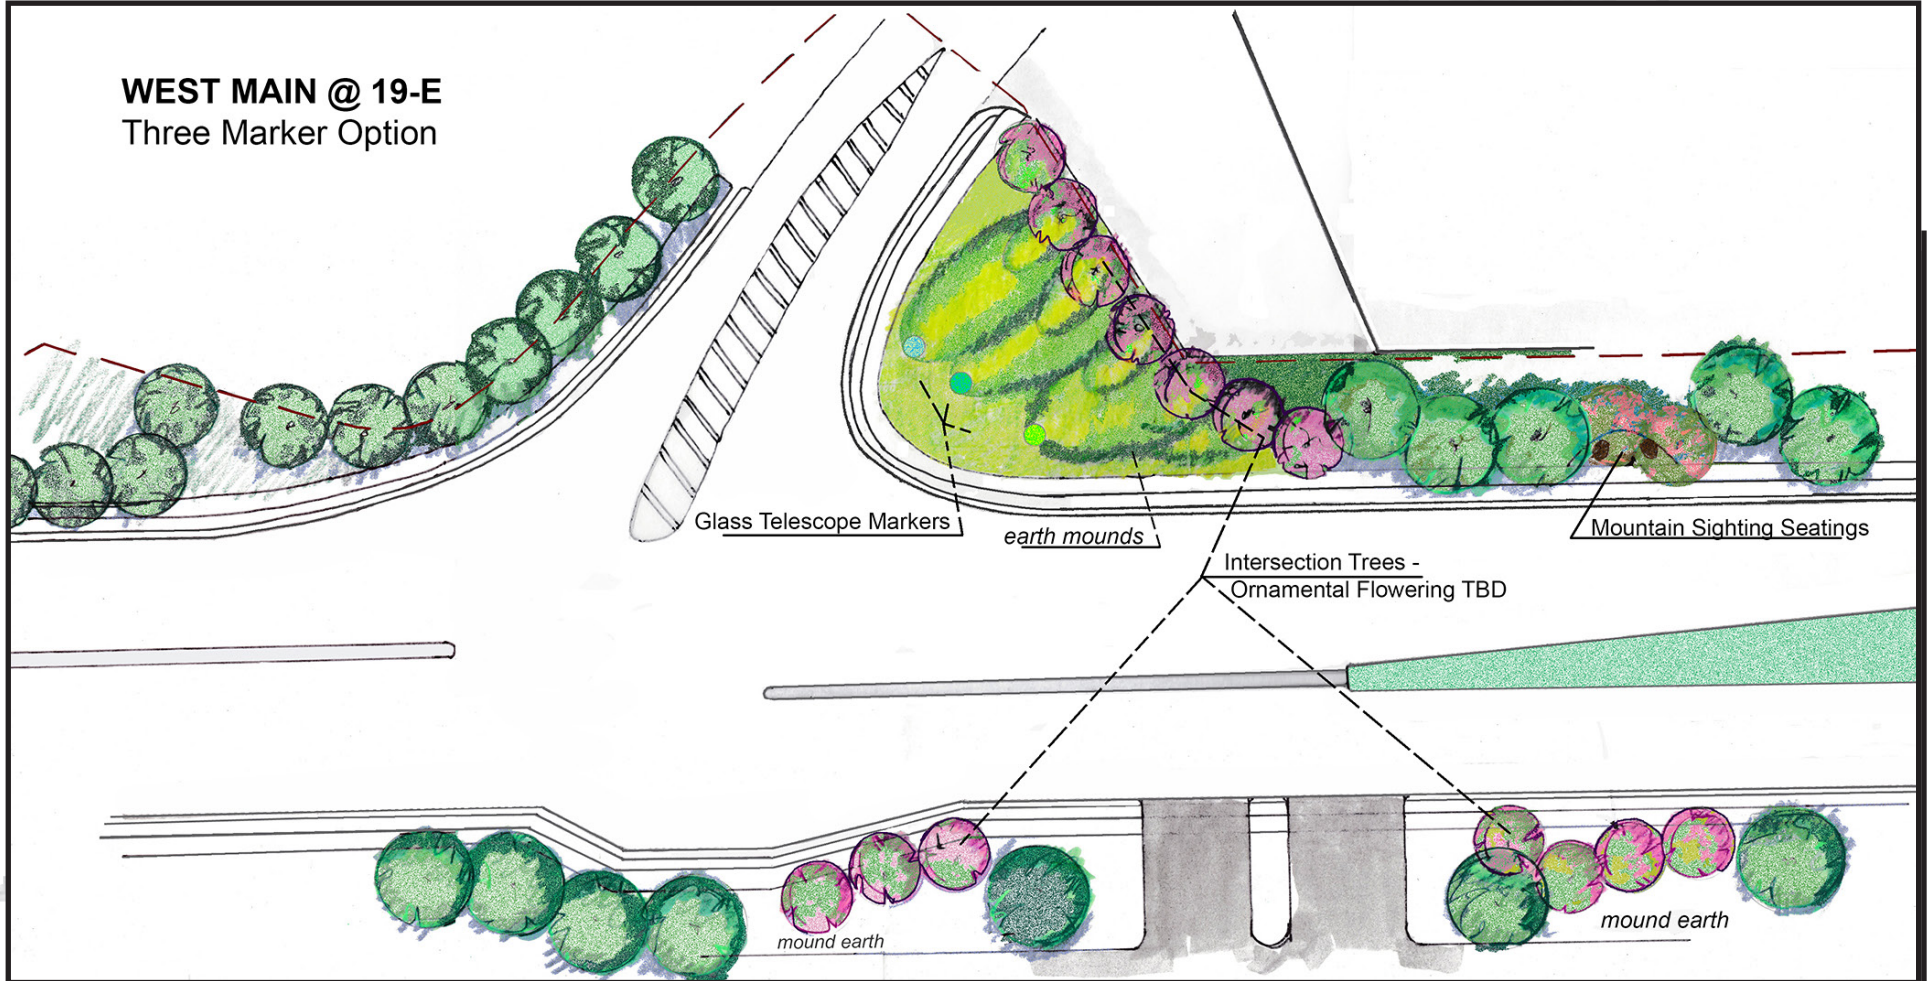 WEST MAIN @ 19-E
Three Marker Option
Glass Telescope Markers
earth mounds
Mountain Sighting Seatings
Intersection Trees -
Ornamental Flowering TBD
mound earth
mound earth